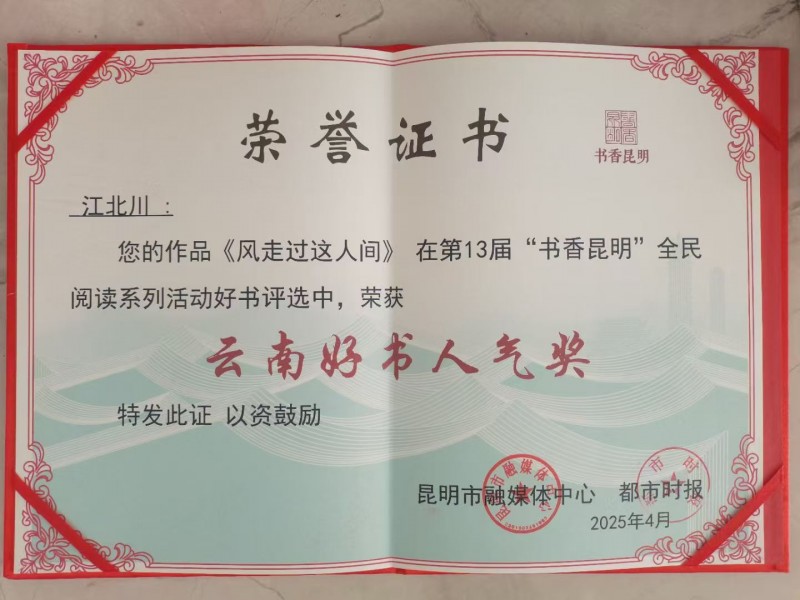 荣誉证书
书香昆明
江北川：
您的作品《风走过这人间》 在第13届“书香昆明”全民
阅读系列活动好书评选中，荣获
云南好书人气奖
特发此证 以资鼓励
昆明市融媒体中心 都市时报
2025年4月